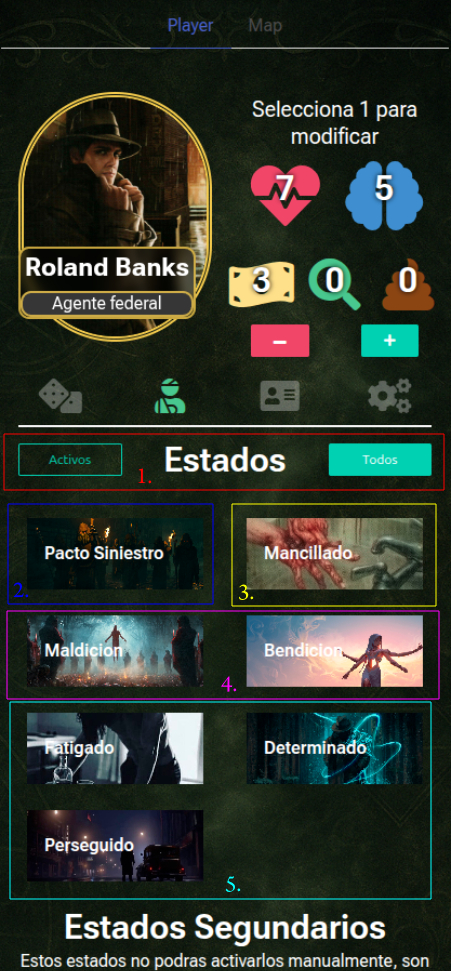 Player Map
Selecciona 1 para
modificar
7 5
Roland Banks
Agente federal
3 0 0
− +
Activos Estados Todos
1.
Pacto Siniestro Mancillado
2. 3.
Maldicion Bendicion
4.
Fatigado Determinado
Perseguido
5.
Estados Segundarios
Estos estados no podras activarlos manualmente, son